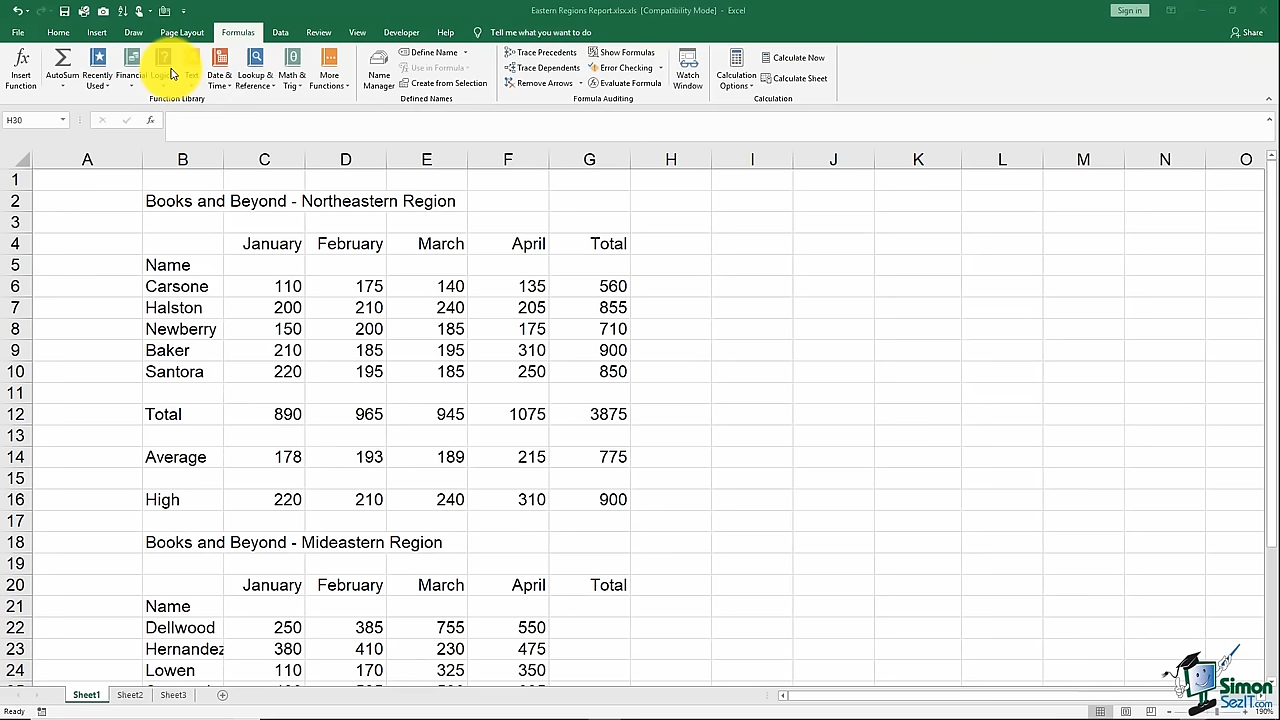 Eastern Regions Report.xlsx.xls [Compatibility Mode] - Excel
Sign in
File Home Insert Draw Page Layout Formulas Data Review View Developer Help Tell me what you want to do Share
Insert Function
AutoSum
Recently Used
Financial
Logical
Text
Date & Time
Lookup & Reference
Math & Trig
More Functions
Function Library
Name Manager
Define Name
Use in Formula
Create from Selection
Defined Names
Trace Precedents
Trace Dependents
Remove Arrows
Show Formulas
Error Checking
Evaluate Formula
Formula Auditing
Watch Window
Calculation Options
Calculate Now
Calculate Sheet
Calculation
H30 fx
A B C D E F G H I J K L M N O
1
2 Books and Beyond - Northeastern Region
3
4 January February March April Total
5 Name
6 Carsone 110 175 140 135 560
7 Halston 200 210 240 205 855
8 Newberry 150 200 185 175 710
9 Baker 210 185 195 310 900
10 Santora 220 195 185 250 850
11
12 Total 890 965 945 1075 3875
13
14 Average 178 193 189 215 775
15
16 High 220 210 240 310 900
17
18 Books and Beyond - Mideastern Region
19
20 January February March April Total
21 Name
22 Dellwood 250 385 755 550
23 Hernandez 380 410 230 475
24 Lowen 110 170 325 350
Sheet1 Sheet2 Sheet3
Ready
190%
Simon
SezIT.com